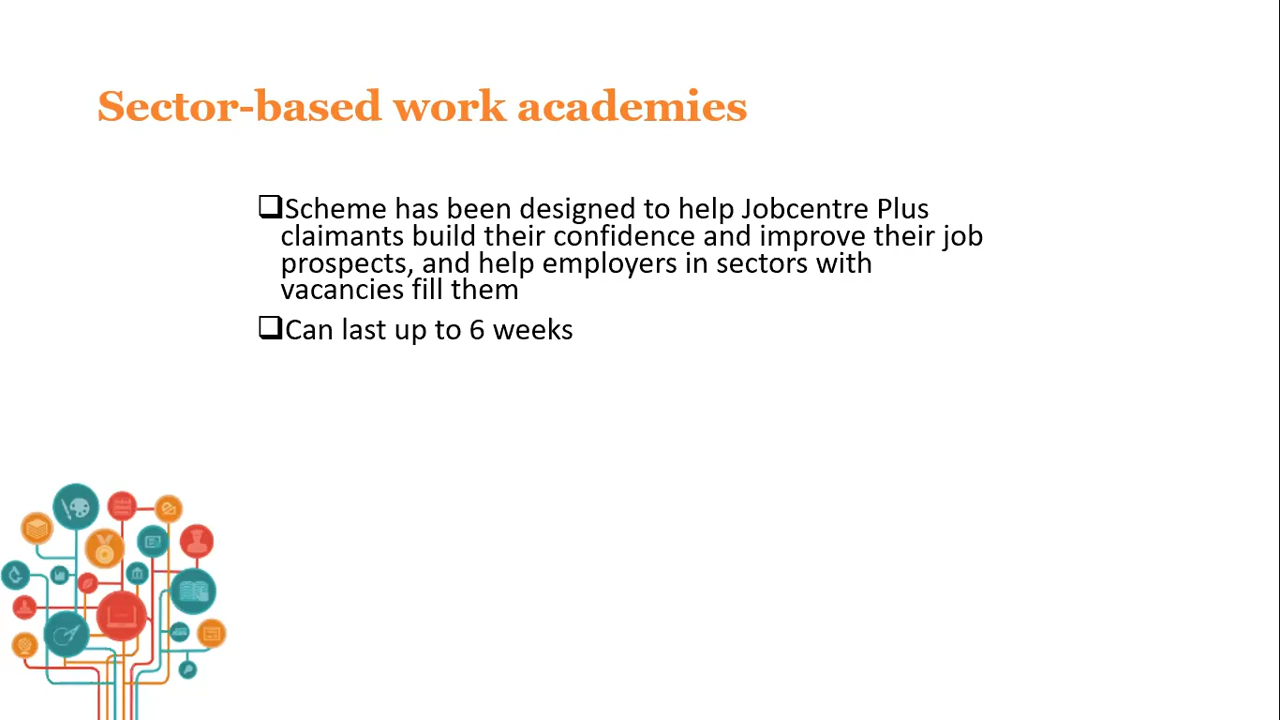 Sector-based work academies
❑Scheme has been designed to help Jobcentre Plus
claimants build their confidence and improve their job
prospects, and help employers in sectors with
vacancies fill them
❑Can last up to 6 weeks